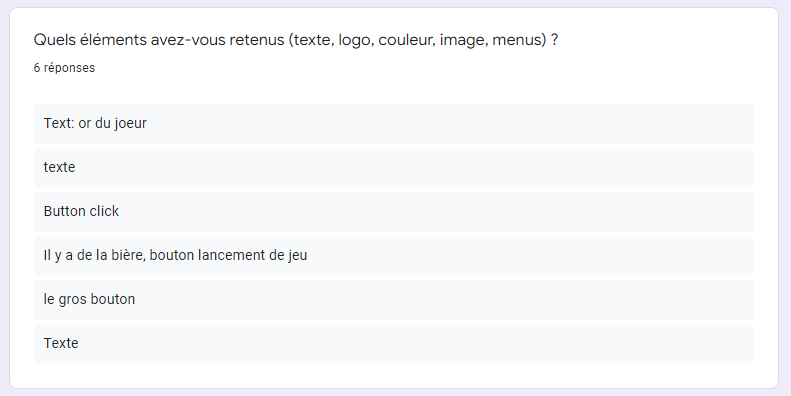 Quels éléments avez-vous retenus (texte, logo, couleur, image, menus) ?
6 réponses
Text: or du joeur
texte
Button click
Il y a de la bière, bouton lancement de jeu
le gros bouton
Texte